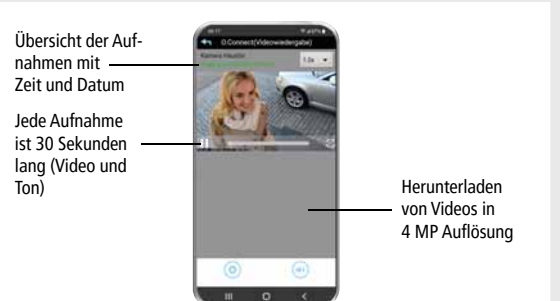 Übersicht der Auf-
nahmen mit
Zeit und Datum
Jede Aufnahme
ist 30 Sekunden
lang (Video und
Ton)
D.Connect(Videowiedergabe)
Kamera Haustür
1.0x
Herunterladen
von Videos in
4 MP Auflösung